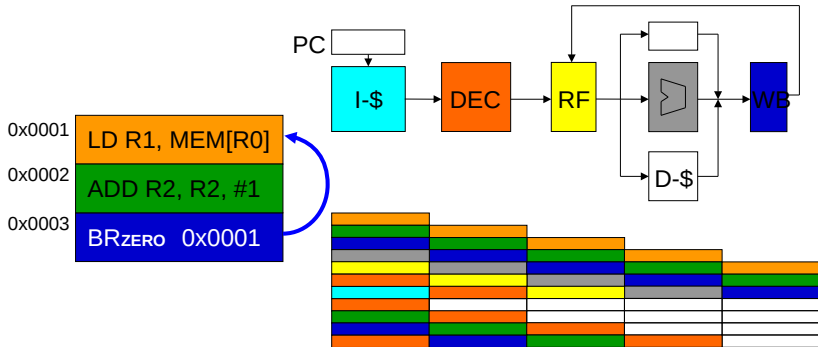 PC
I-$
DEC
RF
WB
D-$
0x0001
LD R1, MEM[R0]
0x0002
ADD R2, R2, #1
0x0003
BRZERO 0x0001